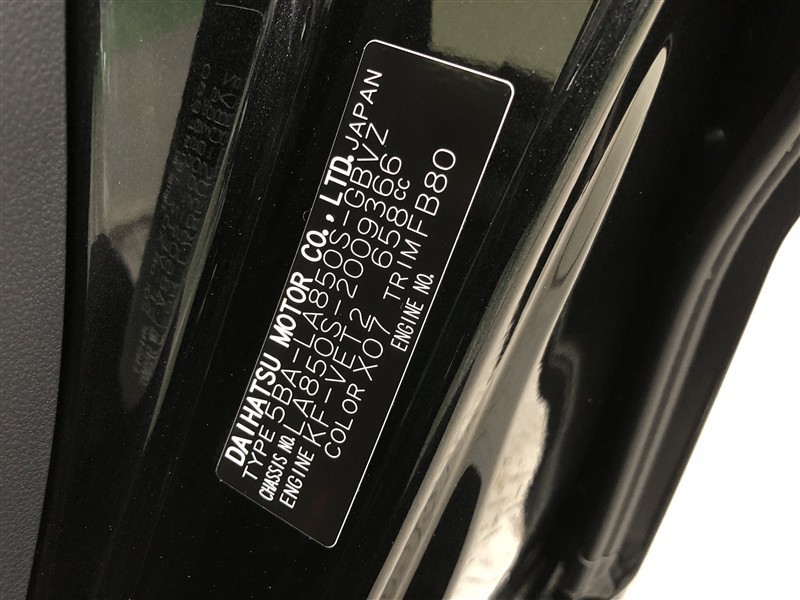 DAIHATSU MOTOR CO., LTD. JAPAN
TYPE 5BA-LA850S-GBVZ
CHASSIS NO. LA850S-2009366
ENGINE KF-VET2 658cc
COLOR X07 TRIM FB80
ENGINE NO.